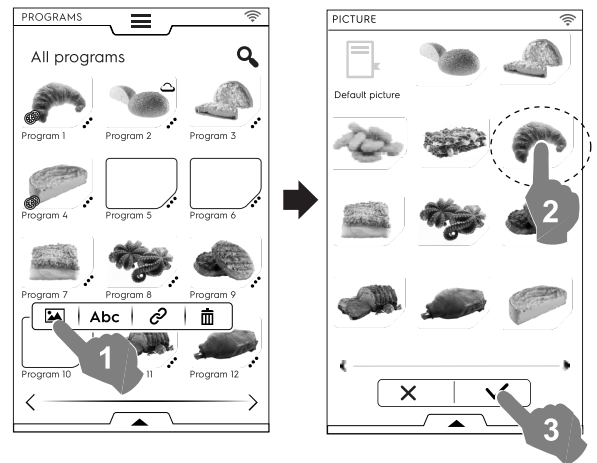 PROGRAMS
All programs
Program 1
Program 2
Program 3
Program 4
Program 5
Program 6
Program 7
Program 8
Program 9
Abc
1
Program 10
11
Program 12
PICTURE
Default picture
2
3